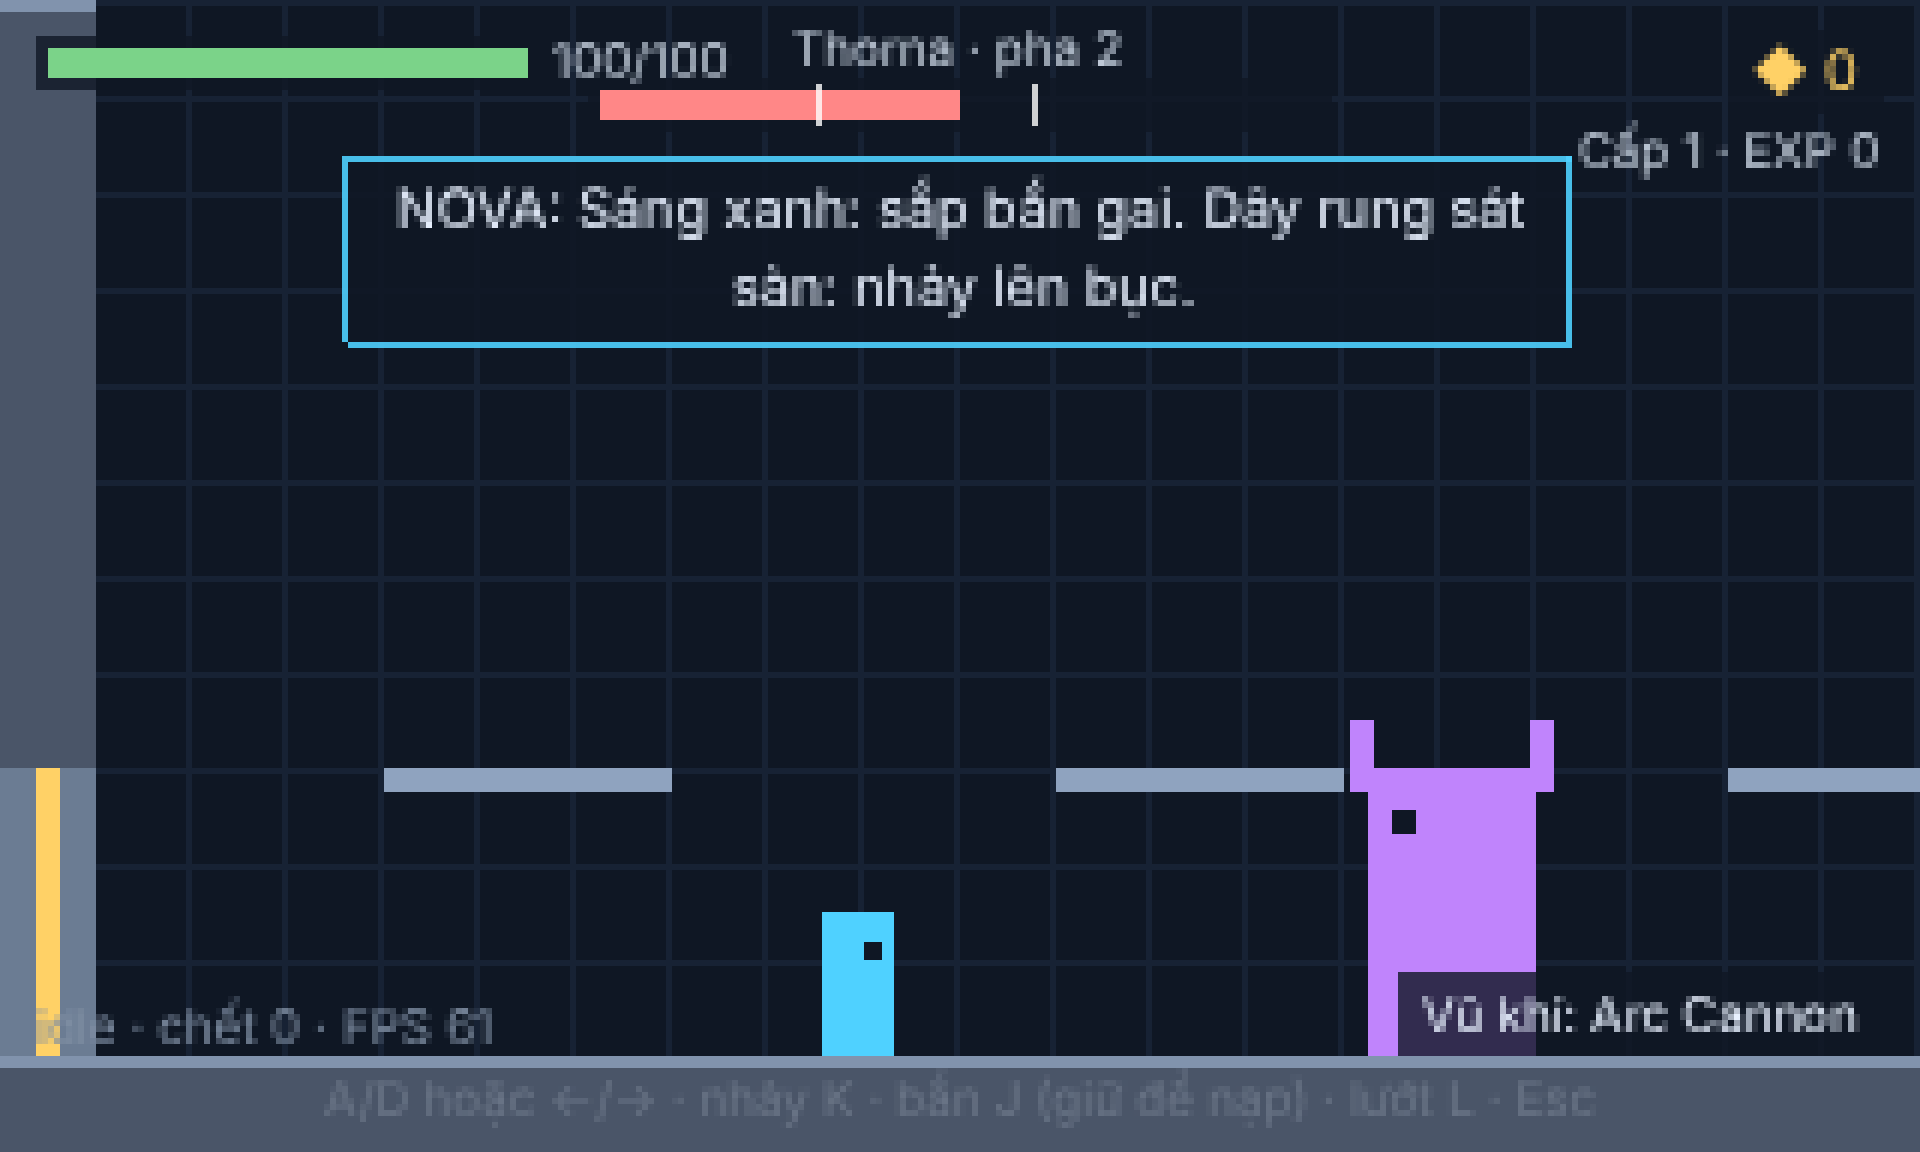 100/100
Thorna · pha 2
0
Cấp 1 · EXP 0
NOVA: Sáng xanh: sắp bắn gai. Dây rung sát
sàn: nhảy lên bục.
idle · chết 0 · FPS 61
Vũ khí: Arc Cannon
A/D hoặc ←/→ · nhảy K · bắn J (giữ để nạp) · lướt L · Esc